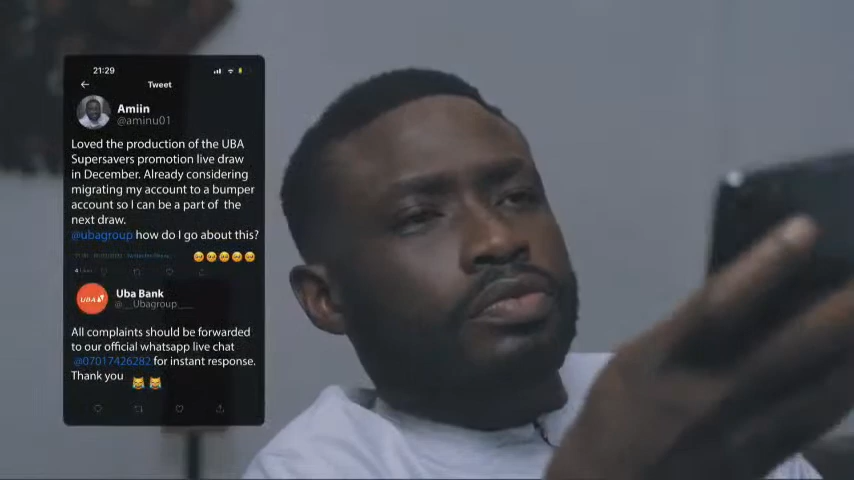 21:29
Tweet
Amiin
@aminu01
Loved the production of the UBA
Supersavers promotion live draw
in December. Already considering
migrating my account to a bumper
account so I can be a part of the
next draw.
@ubagroup how do I go about this?
UBA
Uba Bank
@__Ubagroup___
All complaints should be forwarded
to our official whatsapp live chat
@07017426282 for instant response.
Thank you